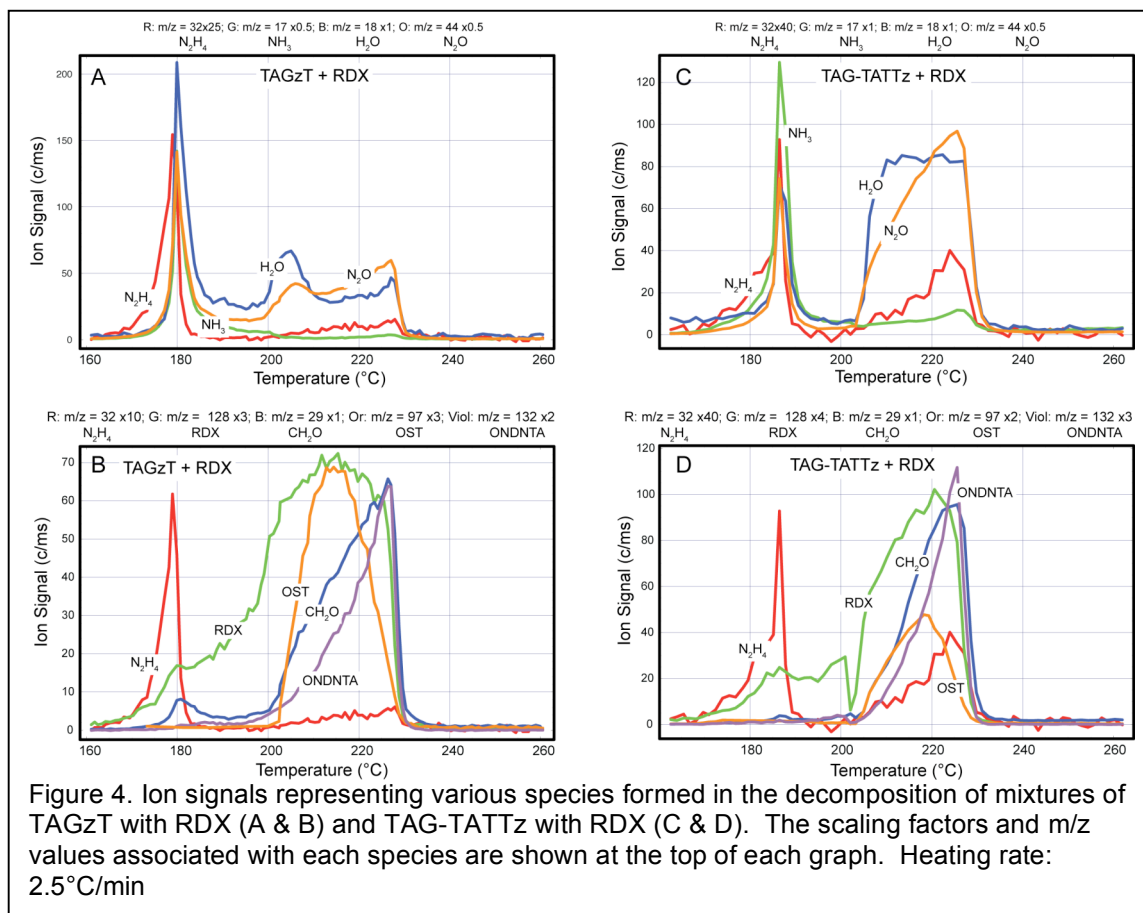 R: m/z = 32x25; G: m/z = 17 x0.5; B: m/z = 18 x1; O: m/z = 44 x0.5
N2H4 NH3 H2O N2O
A
TAGzT + RDX
200
150
100
50
0
Ion Signal (c/ms)
N2H4
NH3
H2O
N2O
160 180 200 220 240 260
Temperature (°C)
R: m/z = 32x40; G: m/z = 17 x1; B: m/z = 18 x1; O: m/z = 44 x0.5
N2H4 NH3 H2O N2O
C
TAG-TATTz + RDX
120
100
80
60
40
20
0
Ion Signal (c/ms)
NH3
H2O
N2O
N2H4
180 200 220 240 260
Temperature (°C)
R: m/z = 32 x10; G: m/z = 128 x3; B: m/z = 29 x1; Or: m/z = 97 x3; Viol: m/z = 132 x2
N2H4 RDX CH2O OST ONDNTA
B
TAGzT + RDX
70
60
50
40
30
20
10
0
Ion Signal (c/ms)
N2H4
RDX
OST
CH2O
ONDNTA
160 180 200 220 240 260
Temperature (°C)
R: m/z = 32 x40; G: m/z = 128 x4; B: m/z = 29 x1; Or: m/z = 97 x2; Viol: m/z = 132 x3
N2H4 RDX CH2O OST ONDNTA
D
TAG-TATTz + RDX
120
100
80
60
40
20
0
Ion Signal (c/ms)
ONDNTA
CH2O
RDX
N2H4
OST
180 200 220 240 260
Temperature (°C)
Figure 4. Ion signals representing various species formed in the decomposition of mixtures of
TAGzT with RDX (A & B) and TAG-TATTz with RDX (C & D). The scaling factors and m/z
values associated with each species are shown at the top of each graph. Heating rate:
2.5°C/min